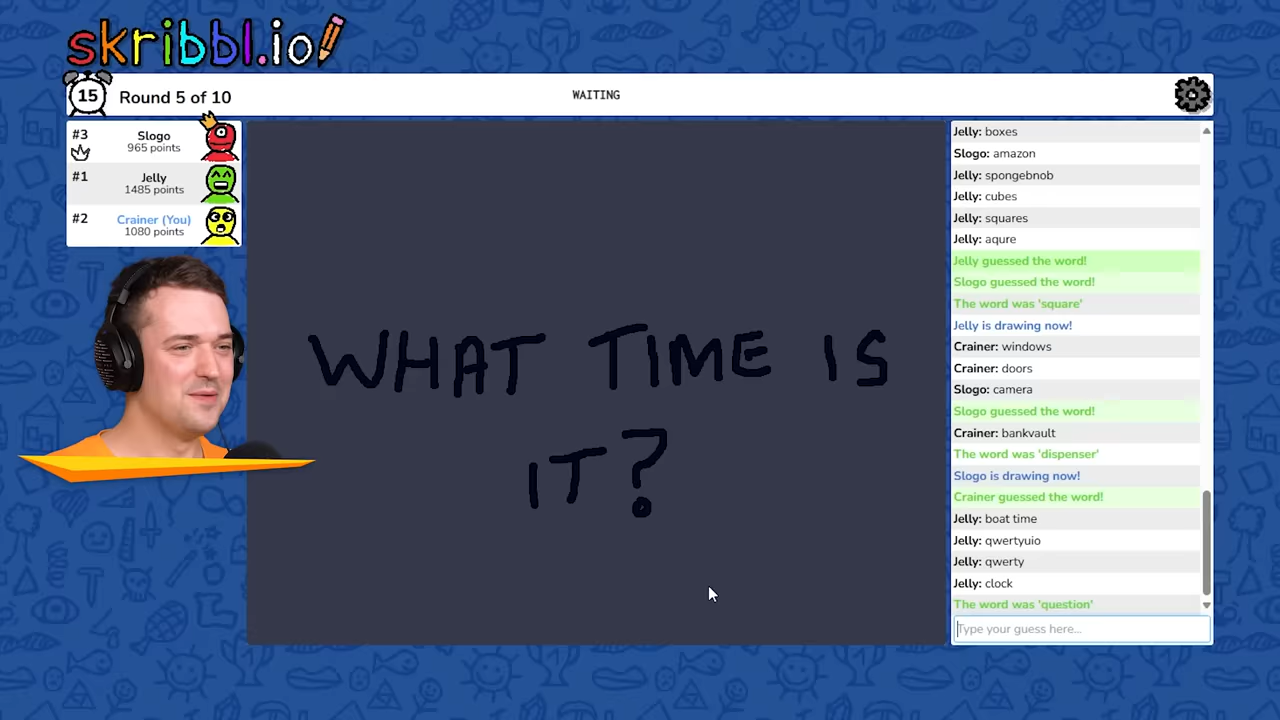 skribbl.io
15
Round 5 of 10
WAITING
#3
Slogo
965 points
#1
Jelly
1485 points
#2
Crainer (You)
1080 points
WHAT TIME IS
IT?
Jelly: boxes
Slogo: amazon
Jelly: spongebnob
Jelly: cubes
Jelly: squares
Jelly: aqure
Jelly guessed the word!
Slogo guessed the word!
The word was 'square'
Jelly is drawing now!
Crainer: windows
Crainer: doors
Slogo: camera
Slogo guessed the word!
Crainer: bankvault
The word was 'dispenser'
Slogo is drawing now!
Crainer guessed the word!
Jelly: boat time
Jelly: qwertyuio
Jelly: qwerty
Jelly: clock
The word was 'question'
Type your guess here...